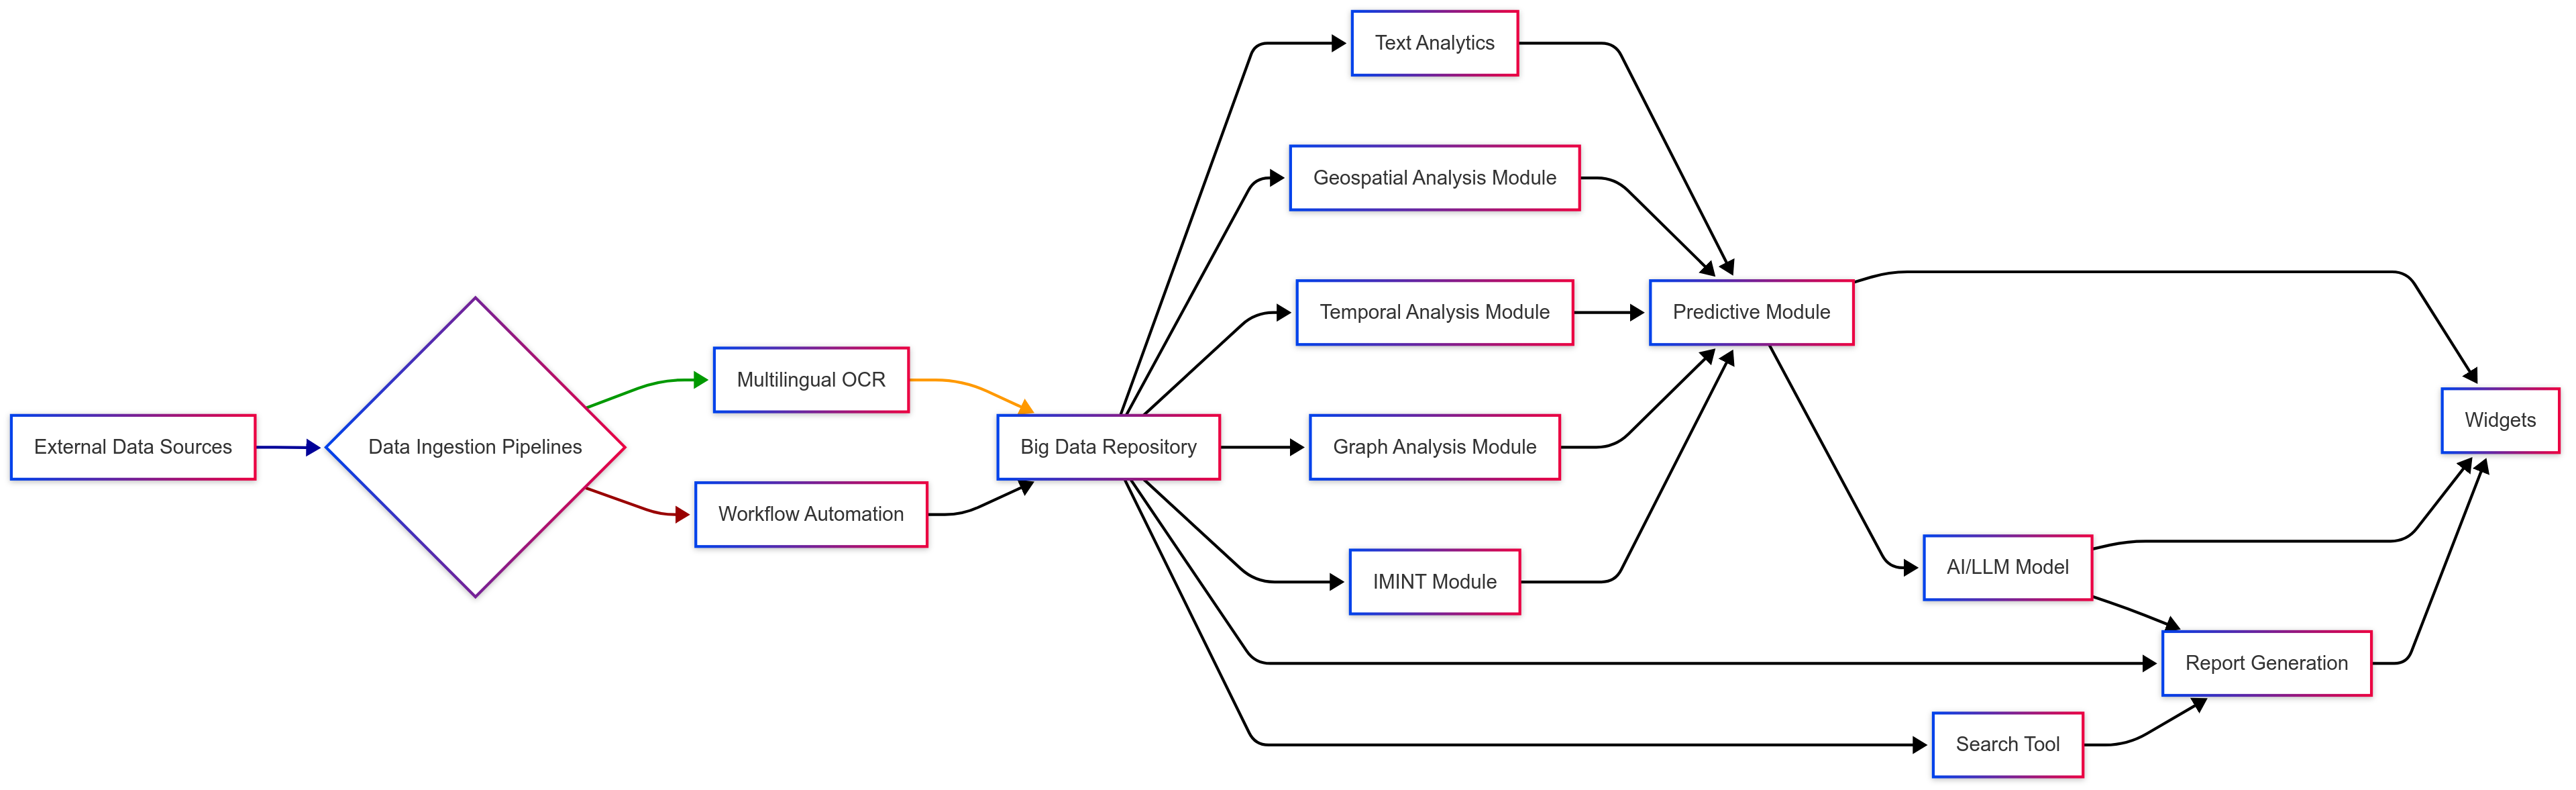 External Data Sources
Data Ingestion Pipelines
Multilingual OCR
Workflow Automation
Big Data Repository
Text Analytics
Geospatial Analysis Module
Temporal Analysis Module
Graph Analysis Module
IMINT Module
Predictive Module
AI/LLM Model
Search Tool
Report Generation
Widgets